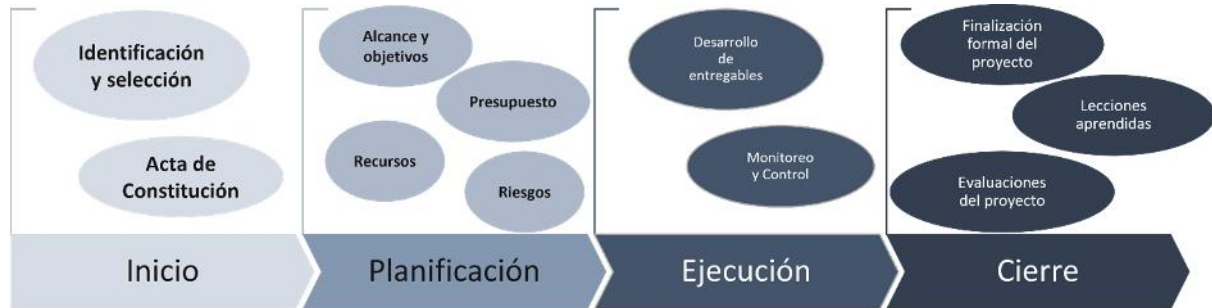 Identificación
y selección
Acta de
Constitución
Inicio
Alcance y
objetivos
Presupuesto
Recursos
Riesgos
Planificación
Desarrollo
de
entregables
Monitoreo
y Control
Ejecución
Finalización
formal del
proyecto
Lecciones
aprendidas
Evaluaciones
del proyecto
Cierre